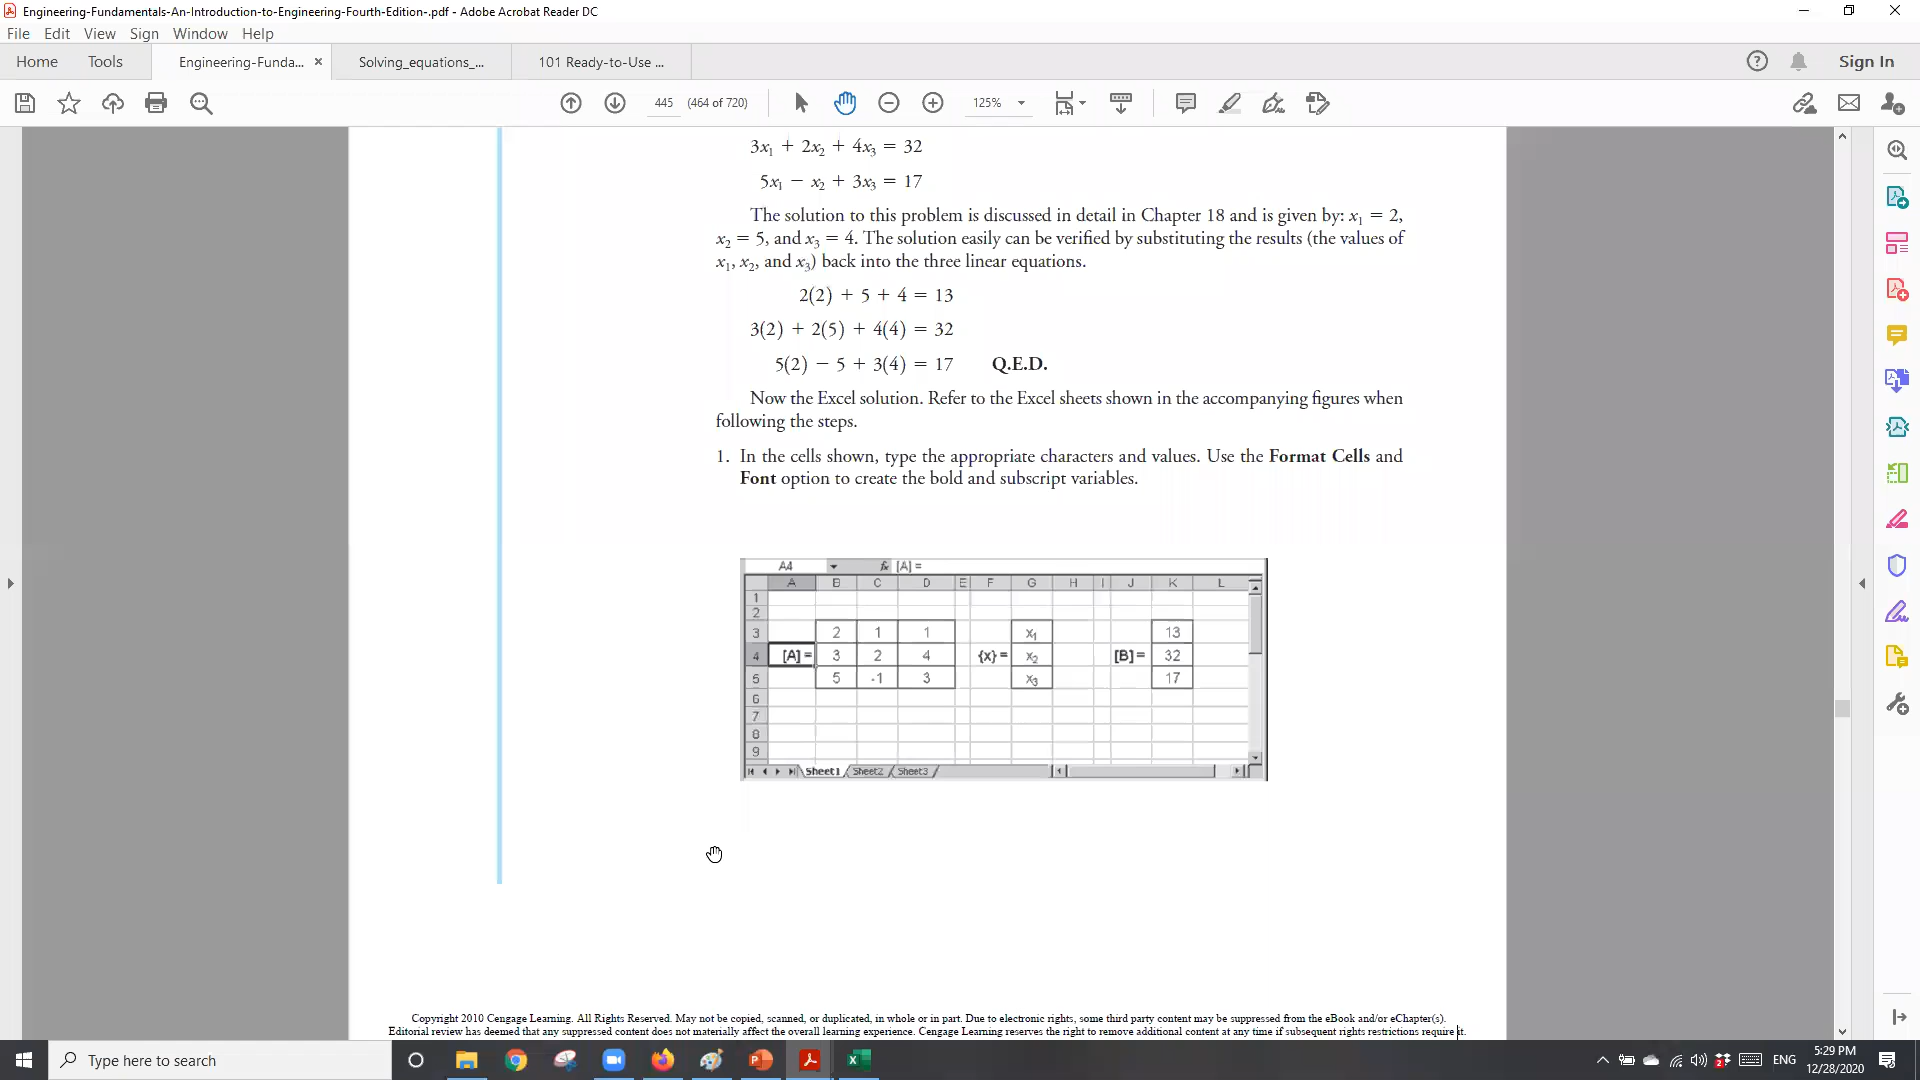 Engineering-Fundamentals-An-Introduction-to-Engineering-Fourth-Edition-.pdf - Adobe Acrobat Reader DC
File Edit View Sign Window Help
Home Tools Engineering-Funda... × Solving_equations_... 101 Ready-to-Use ... Sign In
445 (464 of 720) 125%
3x₁ + 2x₂ + 4x₃ = 32
5x₁ − x₂ + 3x₃ = 17
The solution to this problem is discussed in detail in Chapter 18 and is given by: x₁ = 2,
x₂ = 5, and x₃ = 4. The solution easily can be verified by substituting the results (the values of
x₁, x₂, and x₃) back into the three linear equations.
2(2) + 5 + 4 = 13
3(2) + 2(5) + 4(4) = 32
5(2) − 5 + 3(4) = 17 Q.E.D.
Now the Excel solution. Refer to the Excel sheets shown in the accompanying figures when
following the steps.
1. In the cells shown, type the appropriate characters and values. Use the Format Cells and
Font option to create the bold and subscript variables.
A4 fx [A] =
A B C D E F G H I J K L
1
2
3 2 1 1 x₁ 13
4 [A] = 3 2 4 {x} = x₂ [B] = 32
5 5 -1 3 x₃ 17
6
7
8
9
Sheet1 Sheet2 Sheet3
Copyright 2010 Cengage Learning. All Rights Reserved. May not be copied, scanned, or duplicated, in whole or in part. Due to electronic rights, some third party content may be suppressed from the eBook and/or eChapter(s).
Editorial review has deemed that any suppressed content does not materially affect the overall learning experience. Cengage Learning reserves the right to remove additional content at any time if subsequent rights restrictions require it.
Type here to search ENG 5:29 PM
12/28/2020